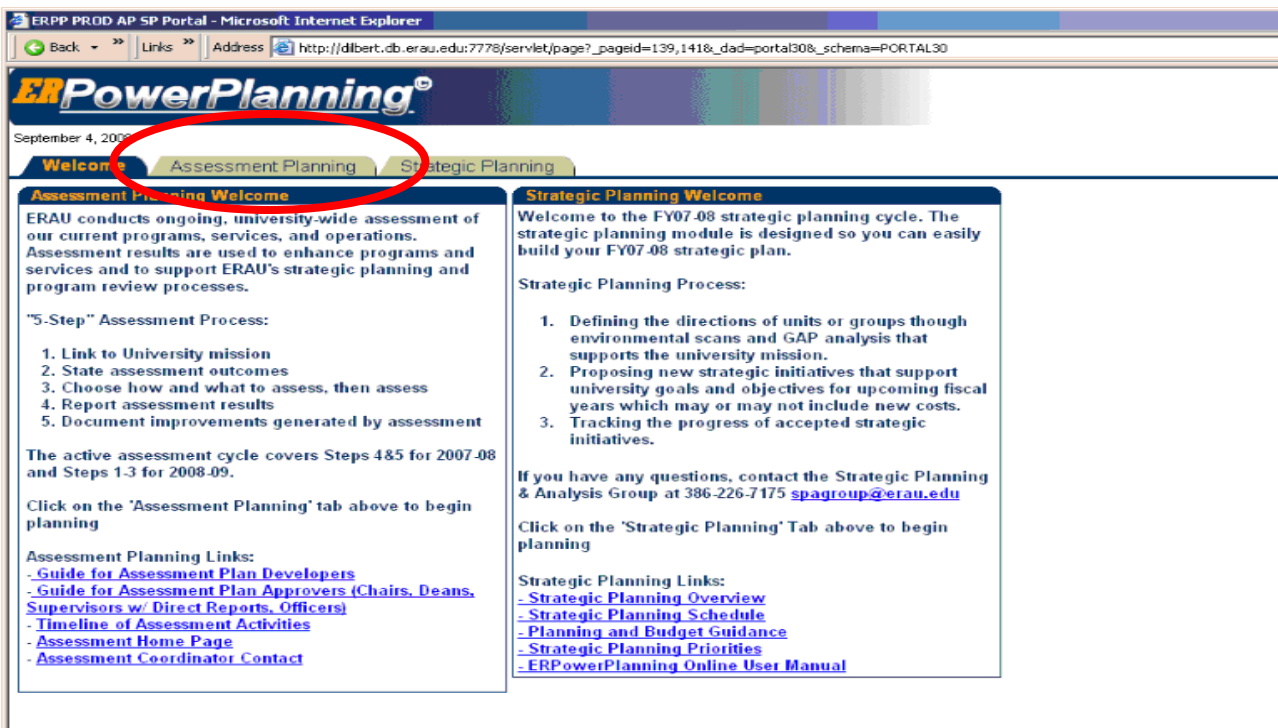 ERPP PROD AP SP Portal - Microsoft Internet Explorer
Back » Links » Address http://dilbert.db.erau.edu:7778/servlet/page?_pageid=139,141&_dad=portal30&_schema=PORTAL30
ERPowerPlanning©
September 4,
Welcome Assessment Planning Strategic Planning
Assessment Planning Welcome
ERAU conducts ongoing, university-wide assessment of
our current programs, services, and operations.
Assessment results are used to enhance programs and
services and to support ERAU's strategic planning and
program review processes.
"5-Step" Assessment Process:
1. Link to University mission
2. State assessment outcomes
3. Choose how and what to assess, then assess
4. Report assessment results
5. Document improvements generated by assessment
The active assessment cycle covers Steps 4&5 for 2007-08
and Steps 1-3 for 2008-09.
Click on the 'Assessment Planning' tab above to begin
planning
Assessment Planning Links:
- Guide for Assessment Plan Developers
- Guide for Assessment Plan Approvers (Chairs, Deans,
Supervisors w/ Direct Reports, Officers)
- Timeline of Assessment Activities
- Assessment Home Page
- Assessment Coordinator Contact
Strategic Planning Welcome
Welcome to the FY07-08 strategic planning cycle. The
strategic planning module is designed so you can easily
build your FY07-08 strategic plan.
Strategic Planning Process:
1. Defining the directions of units or groups though
environmental scans and GAP analysis that
supports the university mission.
2. Proposing new strategic initiatives that support
university goals and objectives for upcoming fiscal
years which may or may not include new costs.
3. Tracking the progress of accepted strategic
initiatives.
If you have any questions, contact the Strategic Planning
& Analysis Group at 386-226-7175 spagroup@erau.edu
Click on the 'Strategic Planning' Tab above to begin
planning
Strategic Planning Links:
- Strategic Planning Overview
- Strategic Planning Schedule
- Planning and Budget Guidance
- Strategic Planning Priorities
- ERPowerPlanning Online User Manual